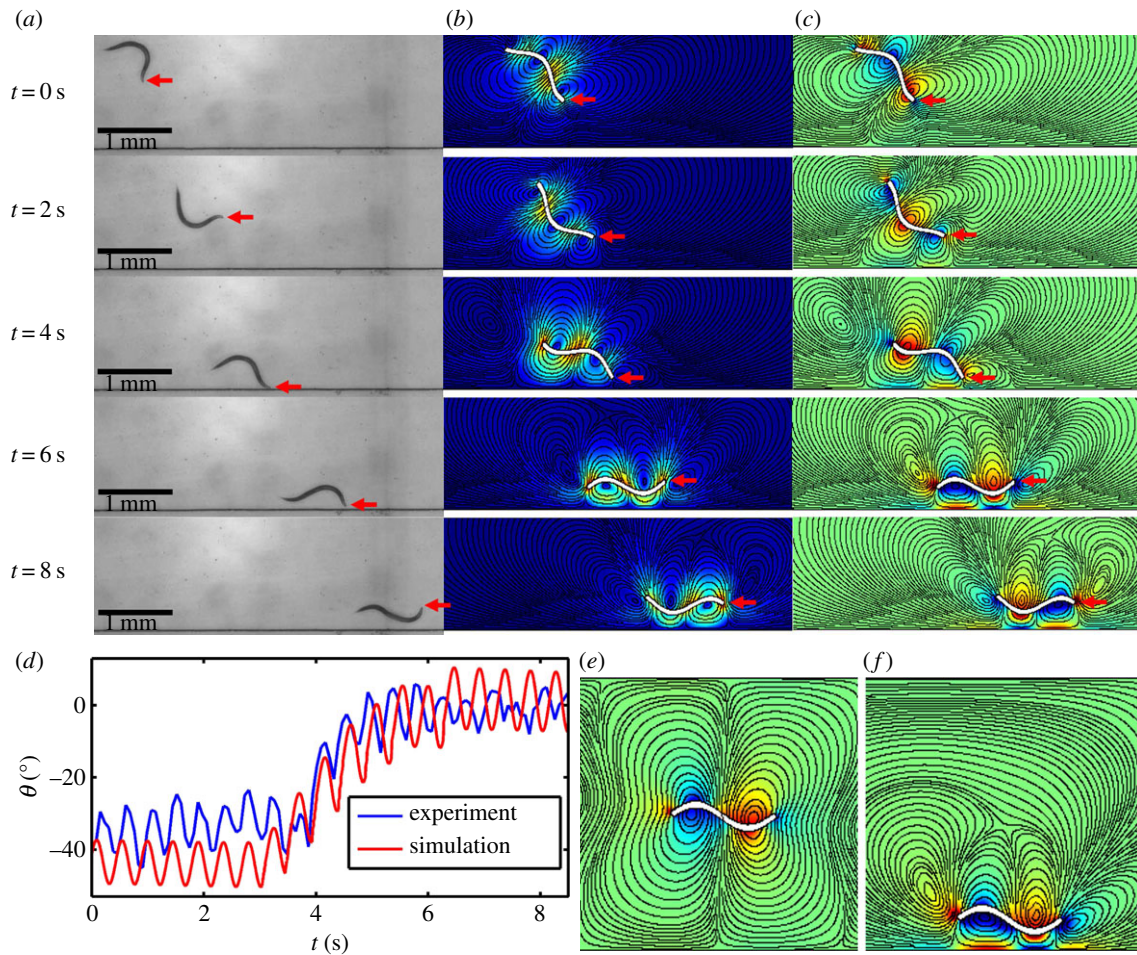 (a)
(b)
(c)
t = 0 s
1 mm
t = 2 s
1 mm
t = 4 s
1 mm
t = 6 s
1 mm
t = 8 s
1 mm
(d)
(e)
(f)
0
−20
−40
θ (°)
experiment
simulation
0
2
4
6
8
t (s)